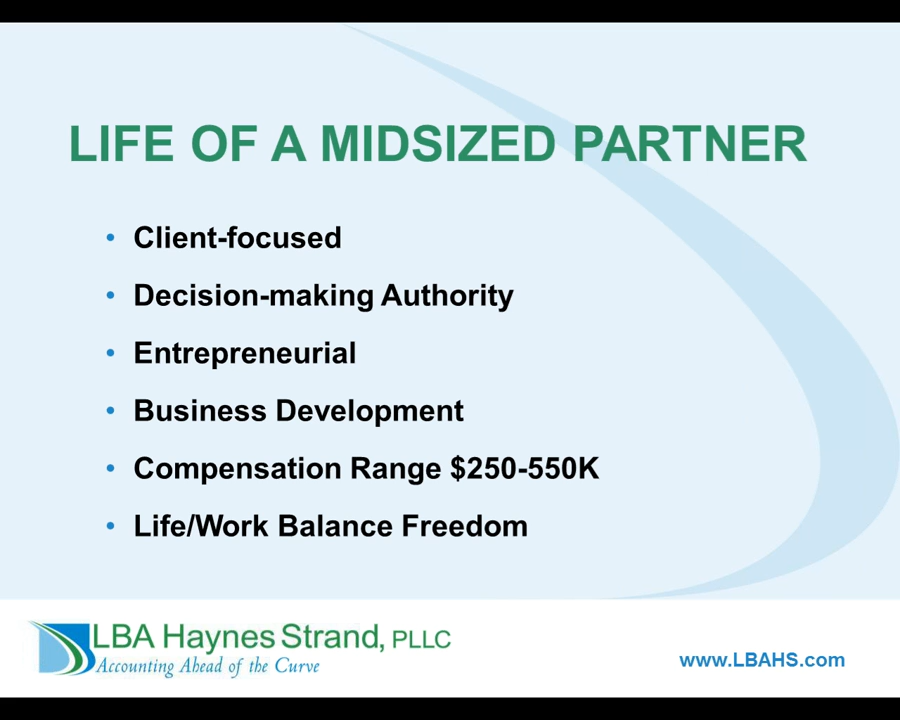 LIFE OF A MIDSIZED PARTNER
• Client-focused
• Decision-making Authority
• Entrepreneurial
• Business Development
• Compensation Range $250-550K
• Life/Work Balance Freedom
LBA Haynes Strand, PLLC
Accounting Ahead of the Curve
www.LBAHS.com